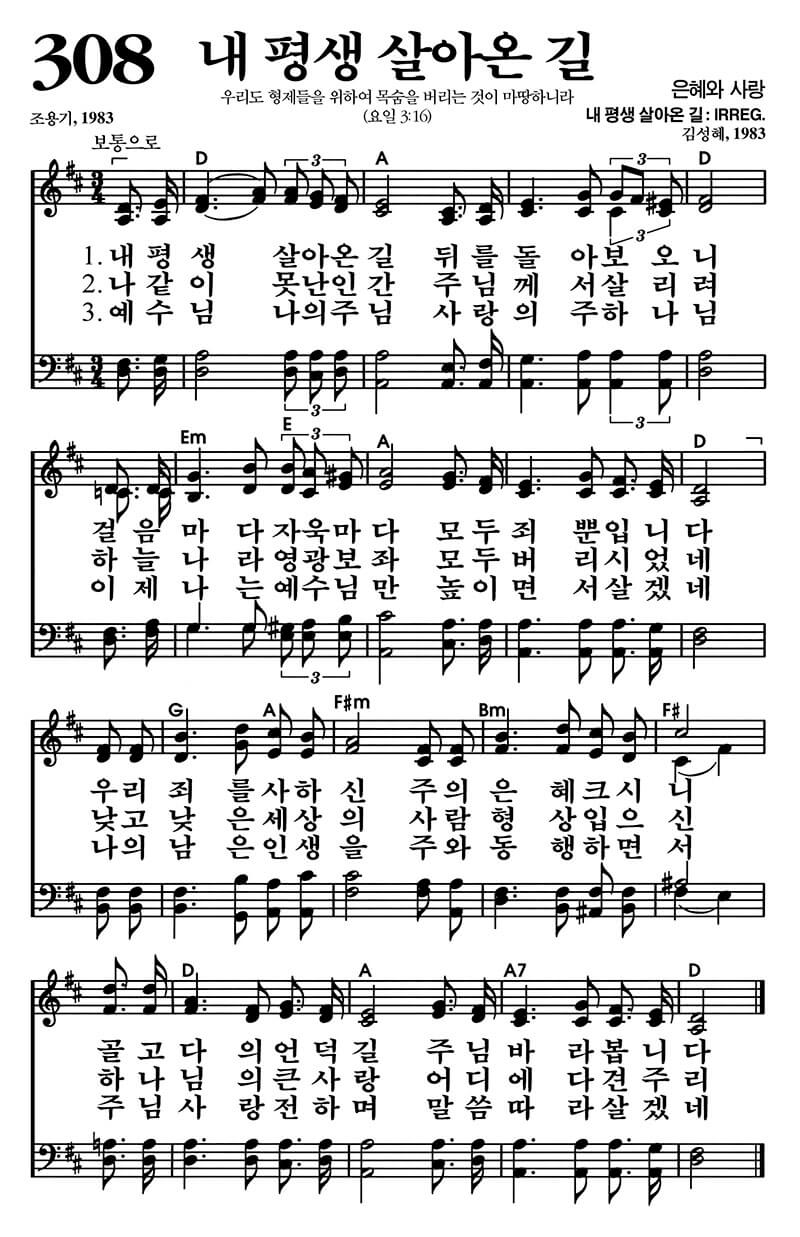 308 내 평생 살아온 길
은혜와 사랑
우리도 형제들을 위하여 목숨을 버리는 것이 마땅하니라
(요일 3:16)
조용기, 1983
내 평생 살아온 길 : IRREG.
김성혜, 1983
보통으로
D 3 A 3 D
3 4
3
1. 내 평 생 살아온 길 뒤 를 돌 아보 오 니
2. 나 같 이 못난인 간 주 님 께 서살 리 려
3. 예 수 님 나의주 님 사 랑 의 주하 나 님
3 4
3 3
Em E 3 A D
걸 음 마 다 자욱마 다 모 두 죄 뿐입 니 다
하 늘 나 라 영광보 좌 모 두 버 리시 었 네
이 제 나 는 예수님 만 높 이 면 서살 겠 네
3
G A F#m Bm F#
우 리 죄 를 사 하 신 주 의 은 혜 크 시 니
낮 고 낮 은 세 상 의 사 람 형 상 입 으 신
나 의 남 은 인 생 을 주 와 동 행 하 면 서
D A A7 D
골 고 다 의 언 덕 길 주 님 바 라 봅 니 다
하 나 님 의 큰 사 랑 어 디 에 다 견 주 리
주 님 사 랑 전 하 며 말 씀 따 라 살 겠 네